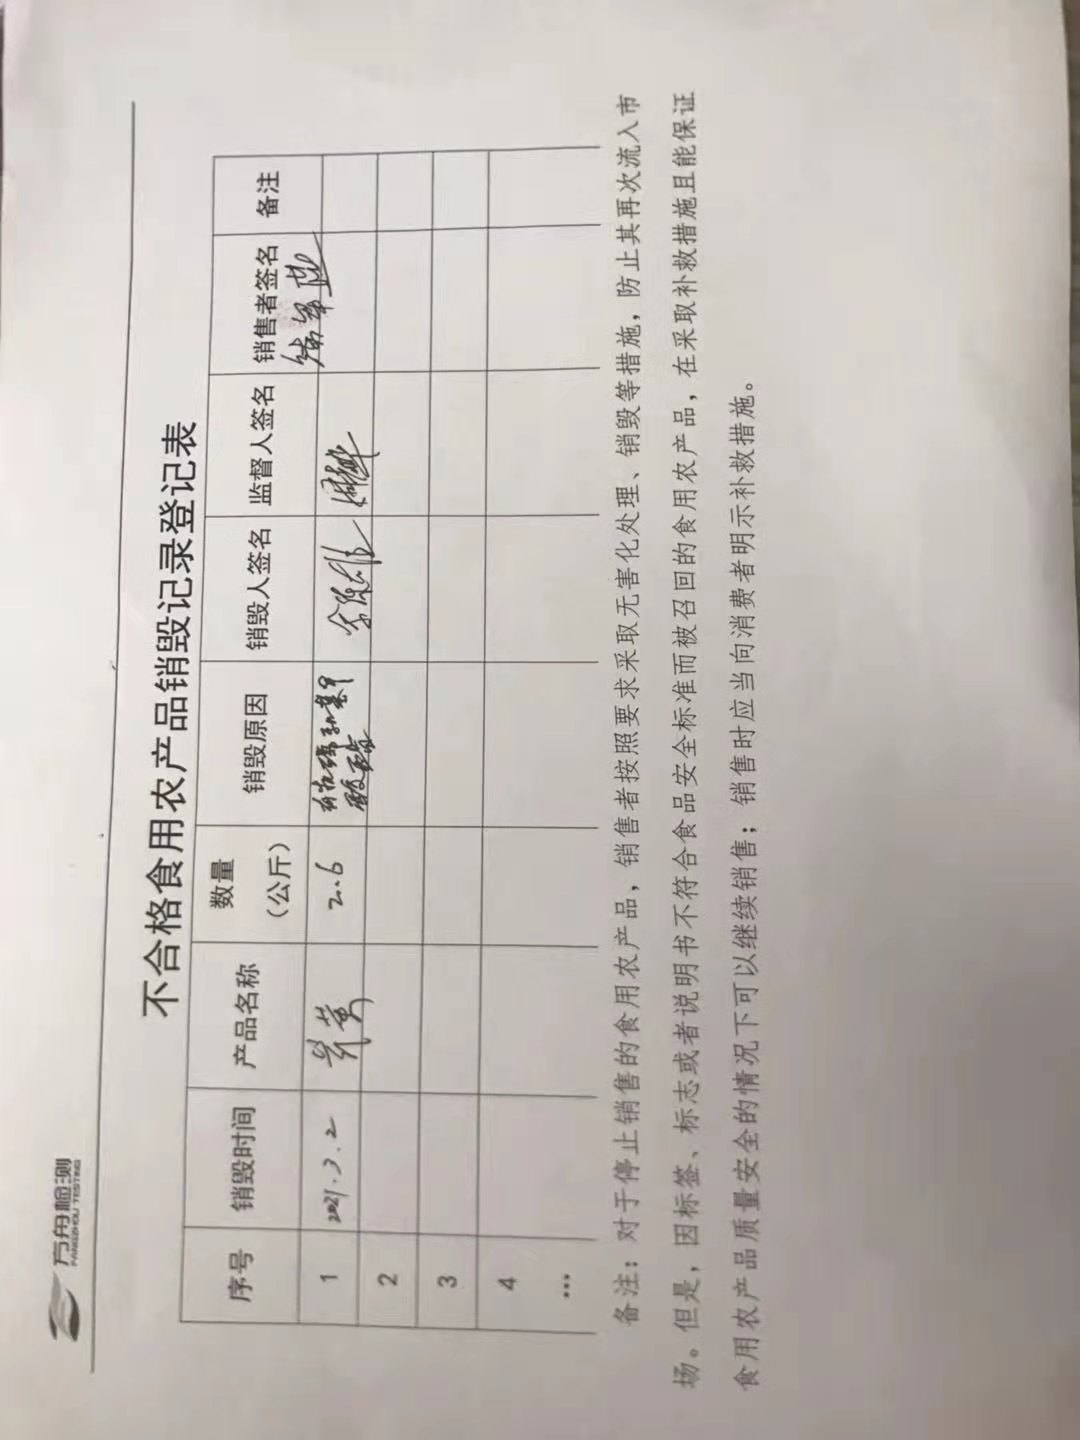 方舟检测
FANGZHOU TESTING
不合格食用农产品销毁记录登记表
序号 销毁时间 产品名称 数量（公斤） 销毁原因 销毁人签名 监督人签名 销售者签名 备注
1 2021.3.2 芹菜 2.6
2
3
4
…
备注：对于停止销售的食用农产品，销售者按照要求采取无害化处理、销毁等措施，防止其再次流入市
场。但是，因标签、标志或者说明书不符合食品安全标准而被召回的食用农产品，在采取补救措施且能保证
食用农产品质量安全的情况下可以继续销售；销售时应当向消费者明示补救措施。